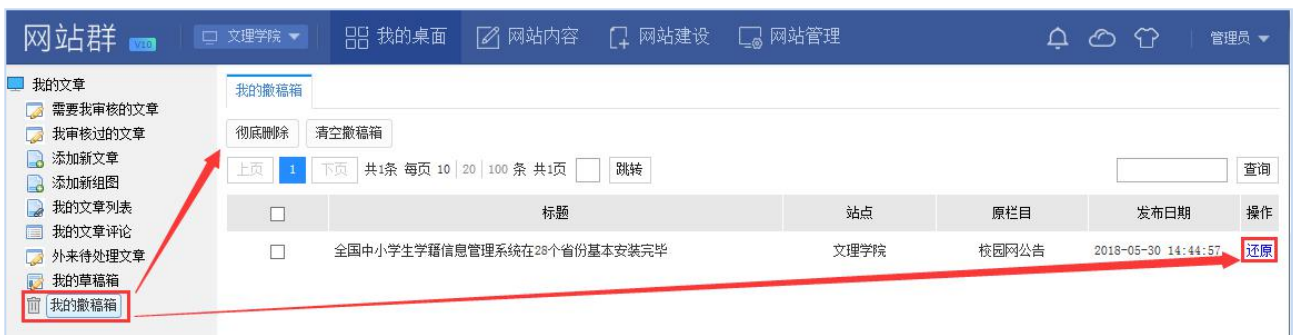 网站群 V10 文理学院 我的桌面 网站内容 网站建设 网站管理 管理员
我的文章
需要我审核的文章
我审核过的文章
添加新文章
添加新组图
我的文章列表
我的文章评论
外来待处理文章
我的草稿箱
我的撤稿箱
我的撤稿箱
彻底删除 清空撤稿箱
上页 1 下页 共1条 每页 10 20 100 条 共1页 跳转 查询
标题 站点 原栏目 发布日期 操作
全国中小学生学籍信息管理系统在28个省份基本安装完毕 文理学院 校园网公告 2018-05-30 14:44:57 还原